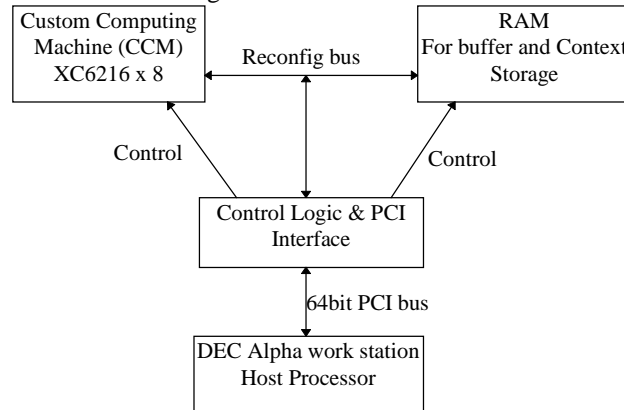 Custom Computing
Machine (CCM)
XC6216 x 8
Reconfig bus
RAM
For buffer and Context
Storage
Control
Control
Control Logic & PCI
Interface
64bit PCI bus
DEC Alpha work station
Host Processor